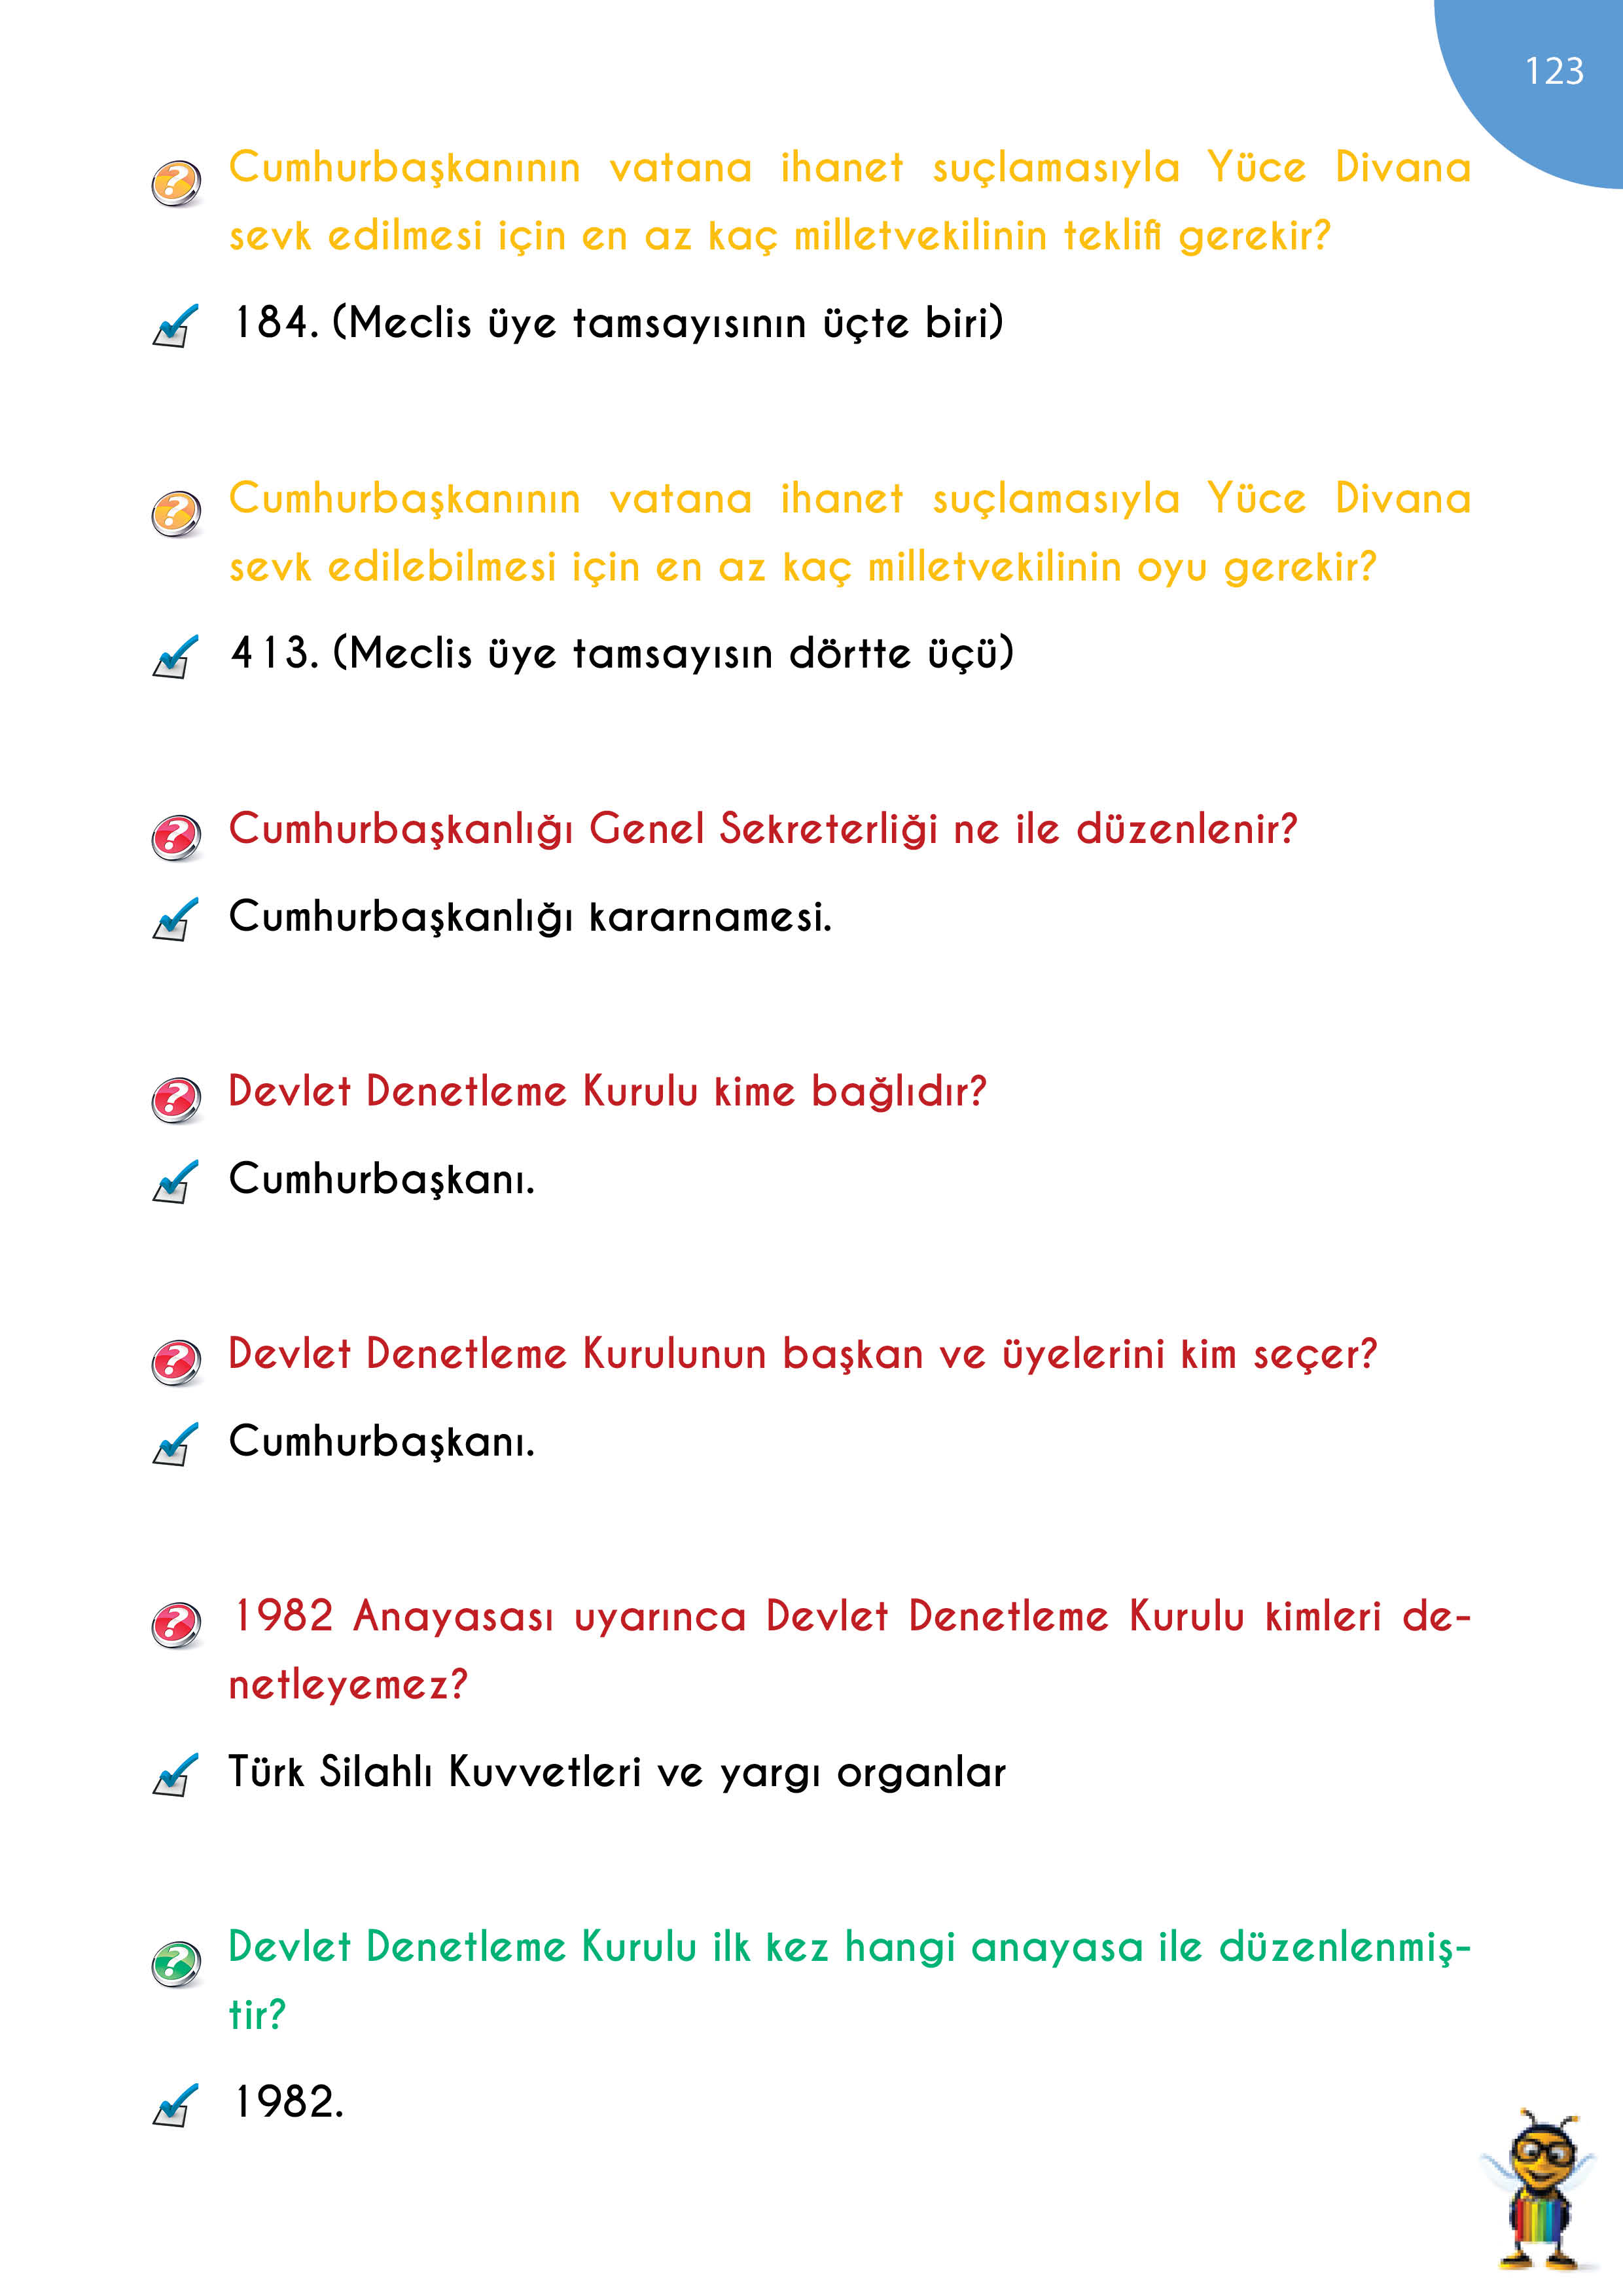 123
Cumhurbaşkanının vatana ihanet suçlamasıyla Yüce Divana
sevk edilmesi için en az kaç milletvekilinin teklifi gerekir?
184. (Meclis üye tamsayısının üçte biri)
Cumhurbaşkanının vatana ihanet suçlamasıyla Yüce Divana
sevk edilebilmesi için en az kaç milletvekilinin oyu gerekir?
413. (Meclis üye tamsayısın dörtte üçü)
Cumhurbaşkanlığı Genel Sekreterliği ne ile düzenlenir?
Cumhurbaşkanlığı kararnamesi.
Devlet Denetleme Kurulu kime bağlıdır?
Cumhurbaşkanı.
Devlet Denetleme Kurulunun başkan ve üyelerini kim seçer?
Cumhurbaşkanı.
1982 Anayasası uyarınca Devlet Denetleme Kurulu kimleri de-
netleyemez?
Türk Silahlı Kuvvetleri ve yargı organlar
Devlet Denetleme Kurulu ilk kez hangi anayasa ile düzenlenmiş-
tir?
1982.